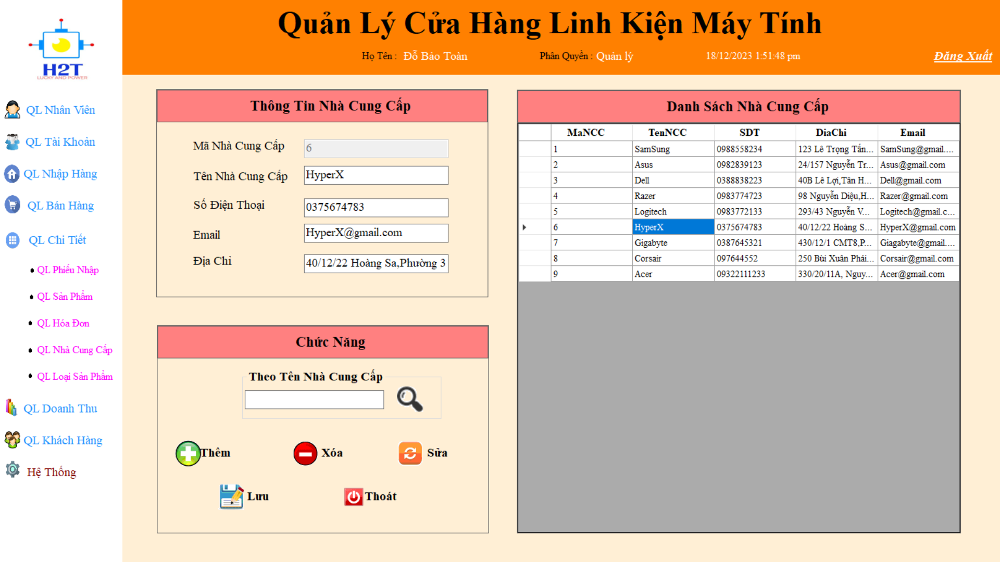 H2T
LUCKY AND POWER
QL Nhân Viên
QL Tài Khoản
QL Nhập Hàng
QL Bán Hàng
QL Chi Tiết
QL Phiếu Nhập
QL Sản Phẩm
QL Hóa Đơn
QL Nhà Cung Cấp
QL Loại Sản Phẩm
QL Doanh Thu
QL Khách Hàng
Hệ Thống
Quản Lý Cửa Hàng Linh Kiện Máy Tính
Họ Tên : Đỗ Bảo Toàn Phân Quyền : Quản lý 18/12/2023 1:51:48 pm Đăng Xuất
Thông Tin Nhà Cung Cấp
Mã Nhà Cung Cấp 6
Tên Nhà Cung Cấp HyperX
Số Điện Thoại 0375674783
Email HyperX@gmail.com
Địa Chỉ 40/12/22 Hoàng Sa,Phường 3
Chức Năng
Theo Tên Nhà Cung Cấp
Thêm Xóa Sửa
Lưu Thoát
Danh Sách Nhà Cung Cấp
MaNCC TenNCC SDT DiaChi Email
1 SamSung 0988558234 123 Lê Trọng Tấn... SamSung@gmail....
2 Asus 0982839123 24/157 Nguyễn Tr... Asus@gmail.com
3 Dell 0388838223 40B Lê Lợi,Tân H... Dell@gmail.com
4 Razer 0983774723 98 Nguyễn Diệu,H... Razer@gmail.com
5 Logitech 0983772133 293/43 Nguyễn V... Logitech@gmail.c...
6 HyperX 0375674783 40/12/22 Hoàng S... HyperX@gmail.com
7 Gigabyte 0387645321 430/12/1 CMT8,P... Giagabyte@gmail....
8 Corsair 097644552 250 Bùi Xuân Phái... Corsair@gmail.com
9 Acer 09322111233 330/20/11A, Nguy... Acer@gmail.com